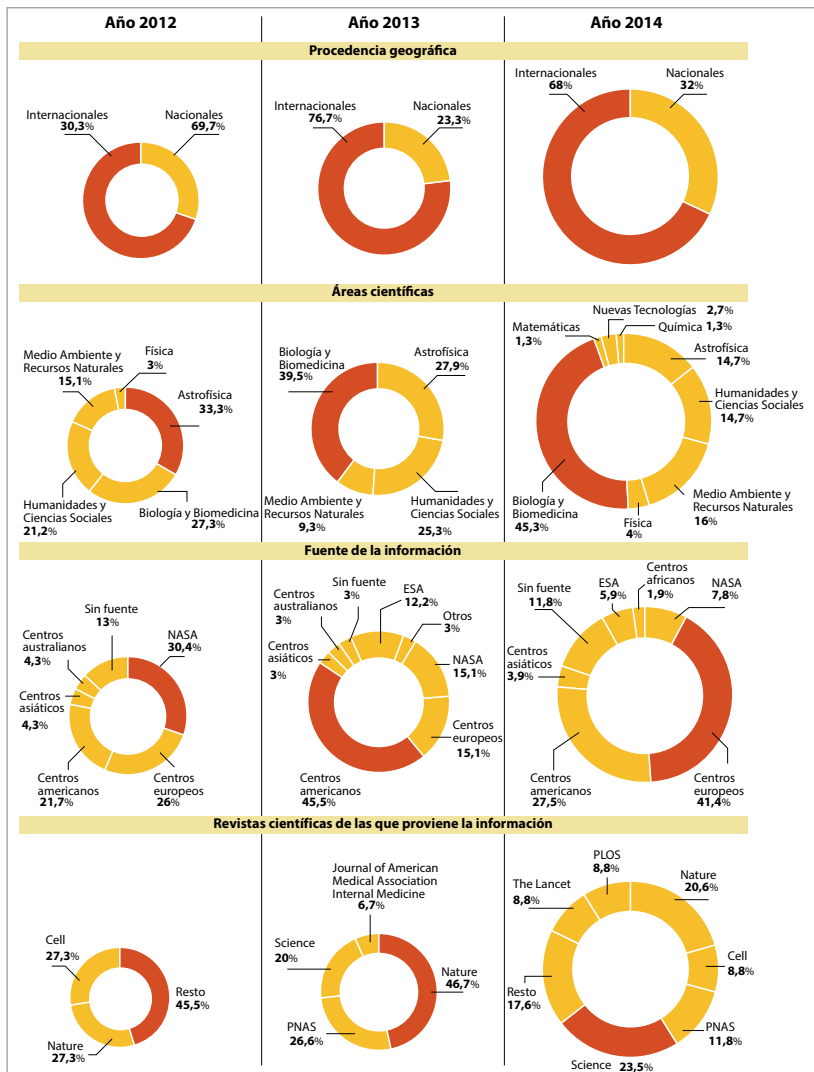 Año 2012
Año 2013
Año 2014
Procedencia geográfica
Internacionales
30,3%
Nacionales
69,7%
Internacionales
76,7%
Nacionales
23,3%
Internacionales
68%
Nacionales
32%
Áreas científicas
Medio Ambiente y
Recursos Naturales
15,1%
Física
3%
Astrofísica
33,3%
Humanidades y
Ciencias Sociales
21,2%
Biología y Biomedicina
27,3%
Biología y
Biomedicina
39,5%
Astrofísica
27,9%
Medio Ambiente y
Recursos Naturales
9,3%
Humanidades y
Ciencias Sociales
25,3%
Nuevas Tecnologías 2,7%
Matemáticas
1,3%
Química
1,3%
Astrofísica
14,7%
Humanidades y
Ciencias Sociales
14,7%
Biología y
Biomedicina
45,3%
Física
4%
Medio Ambiente y
Recursos Naturales
16%
Fuente de la información
Sin fuente
13%
Centros
australianos
4,3%
NASA
30,4%
Centros
asiáticos
4,3%
Centros
americanos
21,7%
Centros
europeos
26%
Sin fuente
3%
ESA
12,2%
Centros
australianos
3%
Otros
3%
Centros
asiáticos
3%
NASA
15,1%
Centros
europeos
15,1%
Centros
americanos
45,5%
Centros
africanos
1,9%
ESA
5,9%
Sin fuente
11,8%
NASA
7,8%
Centros
asiáticos
3,9%
Centros
americanos
27,5%
Centros
europeos
41,4%
Revistas científicas de las que proviene la información
Cell
27,3%
Resto
45,5%
Nature
27,3%
Journal of American
Medical Association
Internal Medicine
6,7%
Science
20%
Nature
46,7%
PNAS
26,6%
PLOS
8,8%
Nature
20,6%
The Lancet
8,8%
Cell
8,8%
Resto
17,6%
PNAS
11,8%
Science 23,5%